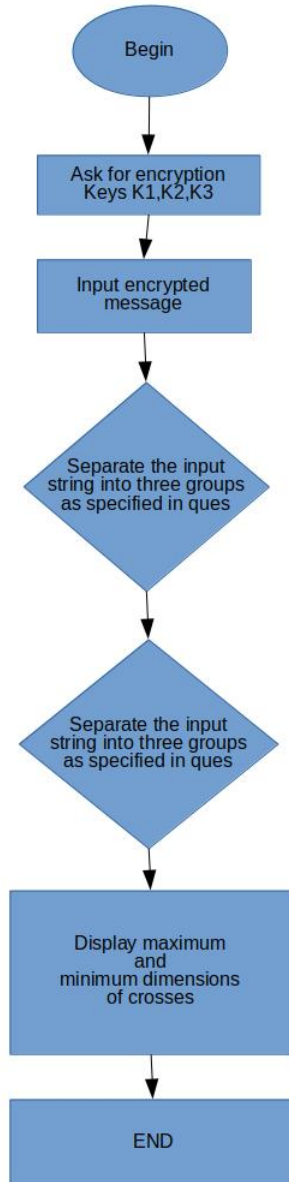 Begin
Ask for encryption
Keys K1,K2,K3
Input encrypted
message
Separate the input
string into three groups
as specified in ques
Separate the input
string into three groups
as specified in ques
Display maximum
and
minimum dimensions
of crosses
END